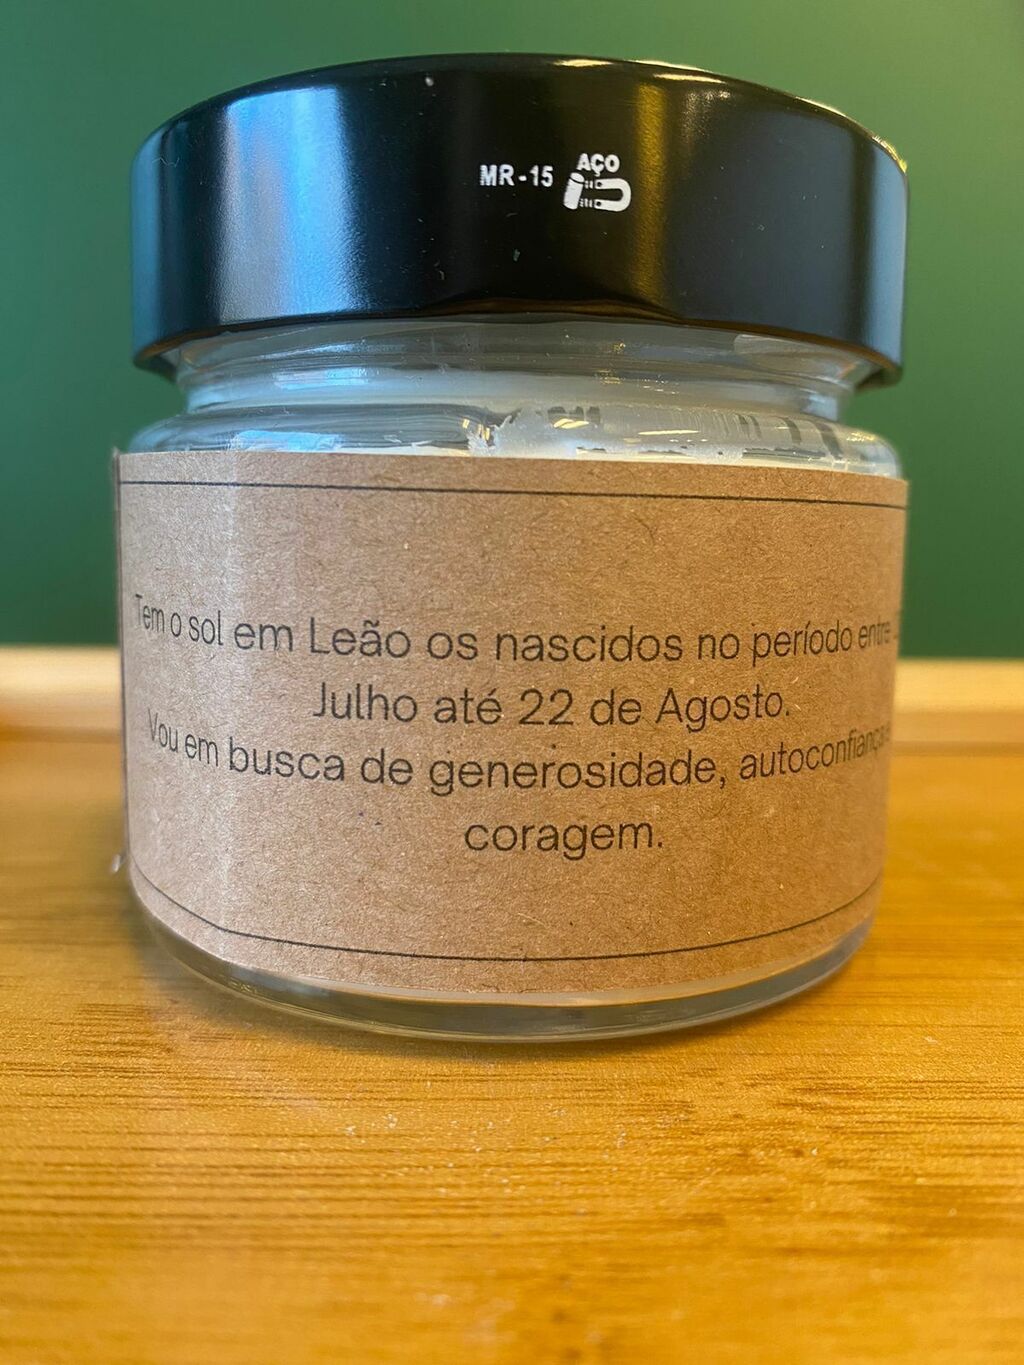 MR-15 AÇO
Tem o sol em Leão os nascidos no período entre
Julho até 22 de Agosto.
Vou em busca de generosidade, autoconfiança
coragem.